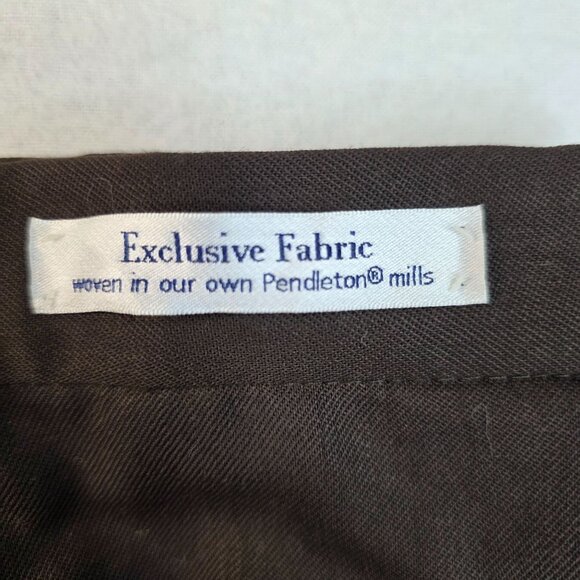 Exclusive Fabric
woven in our own Pendleton® mills